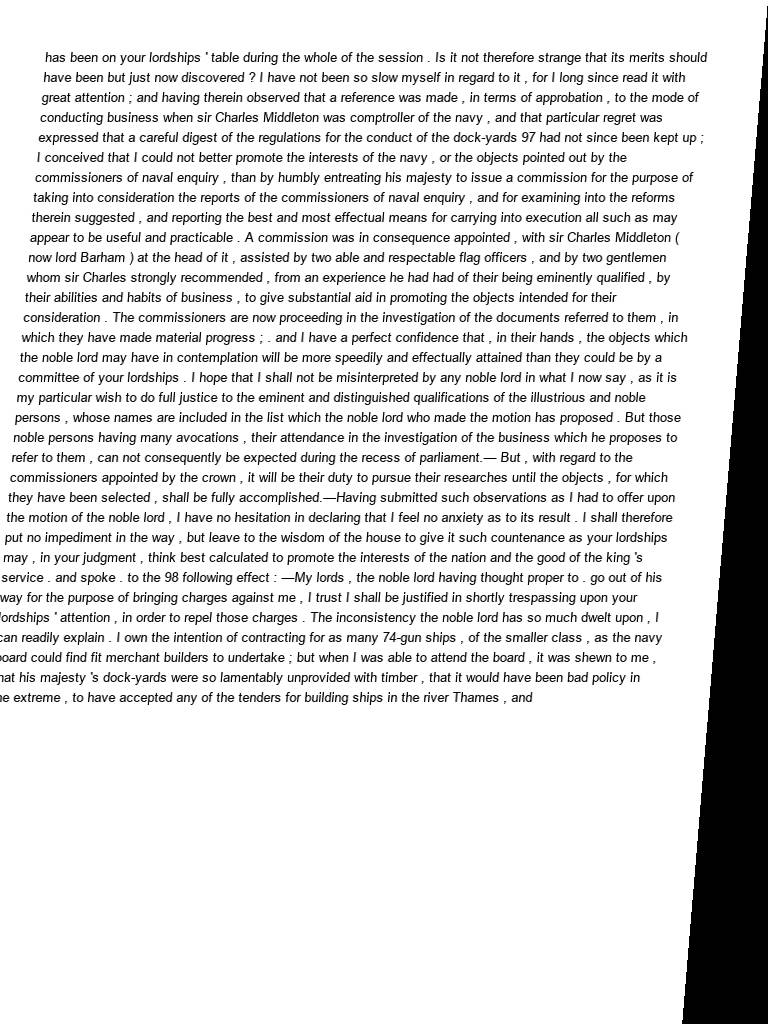 has been on your lordships ' table during the whole of the session . Is it not therefore strange that its merits should
have been but just now discovered ? I have not been so slow myself in regard to it , for I long since read it with
great attention ; and having therein observed that a reference was made , in terms of approbation , to the mode of
conducting business when sir Charles Middleton was comptroller of the navy , and that particular regret was
expressed that a careful digest of the regulations for the conduct of the dock-yards 97 had not since been kept up ;
I conceived that I could not better promote the interests of the navy , or the objects pointed out by the
commissioners of naval enquiry , than by humbly entreating his majesty to issue a commission for the purpose of
taking into consideration the reports of the commissioners of naval enquiry , and for examining into the reforms
therein suggested , and reporting the best and most effectual means for carrying into execution all such as may
appear to be useful and practicable . A commission was in consequence appointed , with sir Charles Middleton (
now lord Barham ) at the head of it , assisted by two able and respectable flag officers , and by two gentlemen
whom sir Charles strongly recommended , from an experience he had had of their being eminently qualified , by
their abilities and habits of business , to give substantial aid in promoting the objects intended for their
consideration . The commissioners are now proceeding in the investigation of the documents referred to them , in
which they have made material progress ; . and I have a perfect confidence that , in their hands , the objects which
the noble lord may have in contemplation will be more speedily and effectually attained than they could be by a
committee of your lordships . I hope that I shall not be misinterpreted by any noble lord in what I now say , as it is
my particular wish to do full justice to the eminent and distinguished qualifications of the illustrious and noble
persons , whose names are included in the list which the noble lord who made the motion has proposed . But those
noble persons having many avocations , their attendance in the investigation of the business which he proposes to
refer to them , can not consequently be expected during the recess of parliament.— But , with regard to the
commissioners appointed by the crown , it will be their duty to pursue their researches until the objects , for which
they have been selected , shall be fully accomplished.—Having submitted such observations as I had to offer upon
the motion of the noble lord , I have no hesitation in declaring that I feel no anxiety as to its result . I shall therefore
put no impediment in the way , but leave to the wisdom of the house to give it such countenance as your lordships
may , in your judgment , think best calculated to promote the interests of the nation and the good of the king 's
service . and spoke . to the 98 following effect : —My lords , the noble lord having thought proper to . go out of his
way for the purpose of bringing charges against me , I trust I shall be justified in shortly trespassing upon your
lordships ' attention , in order to repel those charges . The inconsistency the noble lord has so much dwelt upon , I
can readily explain . I own the intention of contracting for as many 74-gun ships , of the smaller class , as the navy
board could find fit merchant builders to undertake ; but when I was able to attend the board , it was shewn to me ,
that his majesty 's dock-yards were so lamentably unprovided with timber , that it would have been bad policy in
the extreme , to have accepted any of the tenders for building ships in the river Thames , and